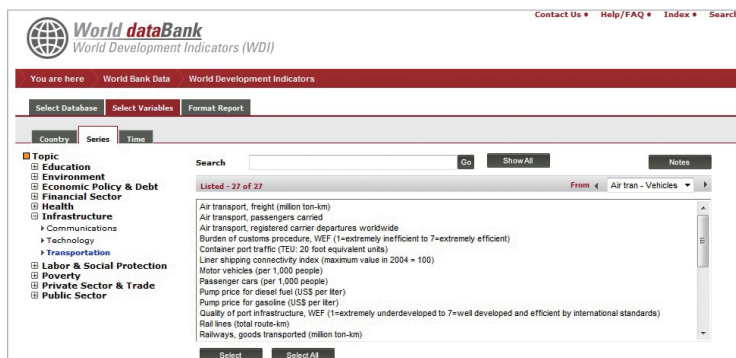 Contact Us • Help/FAQ • Index • Search
World dataBank
World Development Indicators (WDI)
You are here World Bank Data World Development Indicators
Select Database Select Variables Format Report
Country Series Time
Topic
Education
Environment
Economic Policy & Debt
Financial Sector
Health
Infrastructure
Communications
Technology
Transportation
Labor & Social Protection
Poverty
Private Sector & Trade
Public Sector
Search Go Show All Notes
Listed - 27 of 27 From Air tran - Vehicles
Air transport, freight (million ton-km)
Air transport, passengers carried
Air transport, registered carrier departures worldwide
Burden of customs procedure, WEF (1=extremely inefficient to 7=extremely efficient)
Container port traffic (TEU: 20 foot equivalent units)
Liner shipping connectivity index (maximum value in 2004 = 100)
Motor vehicles (per 1,000 people)
Passenger cars (per 1,000 people)
Pump price for diesel fuel (US$ per liter)
Pump price for gasoline (US$ per liter)
Quality of port infrastructure, WEF (1=extremely underdeveloped to 7=well developed and efficient by international standards)
Rail lines (total route-km)
Railways, goods transported (million ton-km)
Select Select All